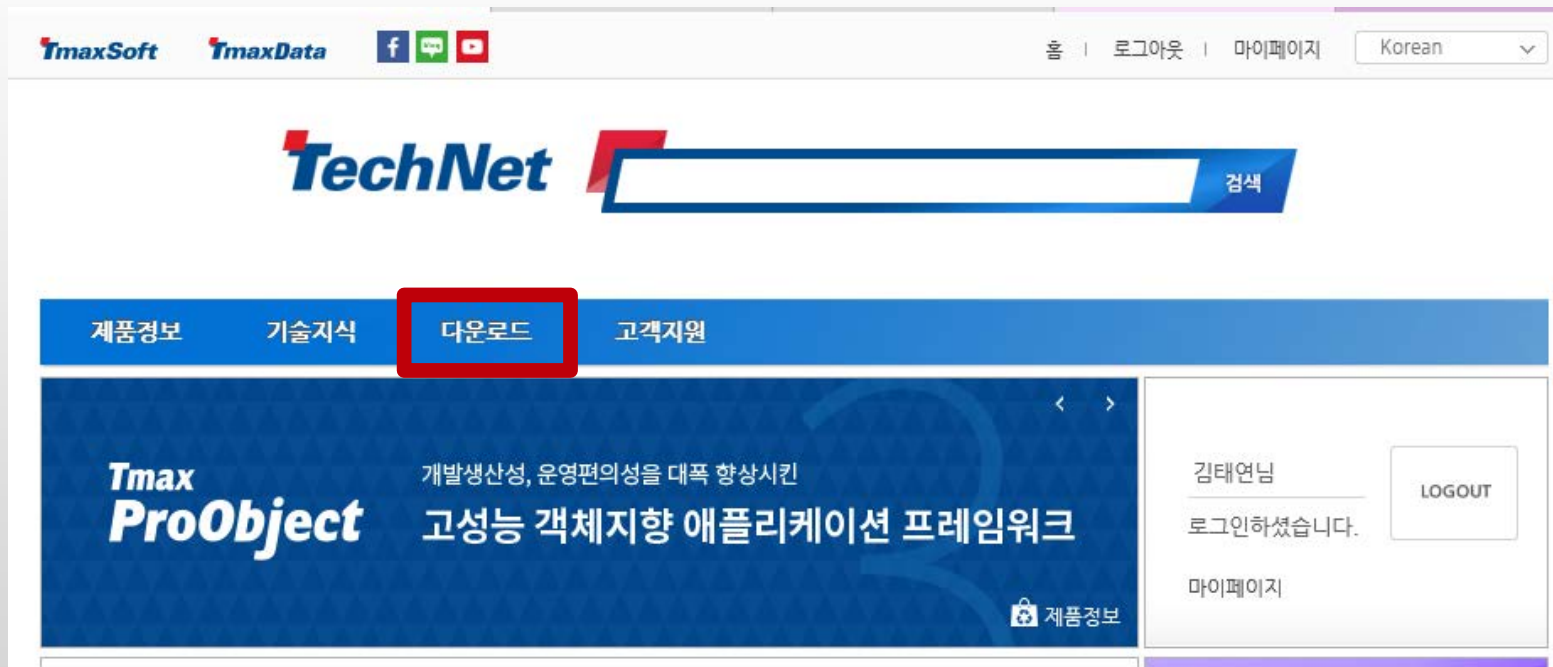 TmaxSoft TmaxData 홈 | 로그아웃 | 마이페이지 Korean
TechNet 검색
제품정보 기술지식 다운로드 고객지원
Tmax
ProObject
개발생산성, 운영편의성을 대폭 향상시킨
고성능 객체지향 애플리케이션 프레임워크
제품정보
김태연님
로그인하셨습니다.
LOGOUT
마이페이지